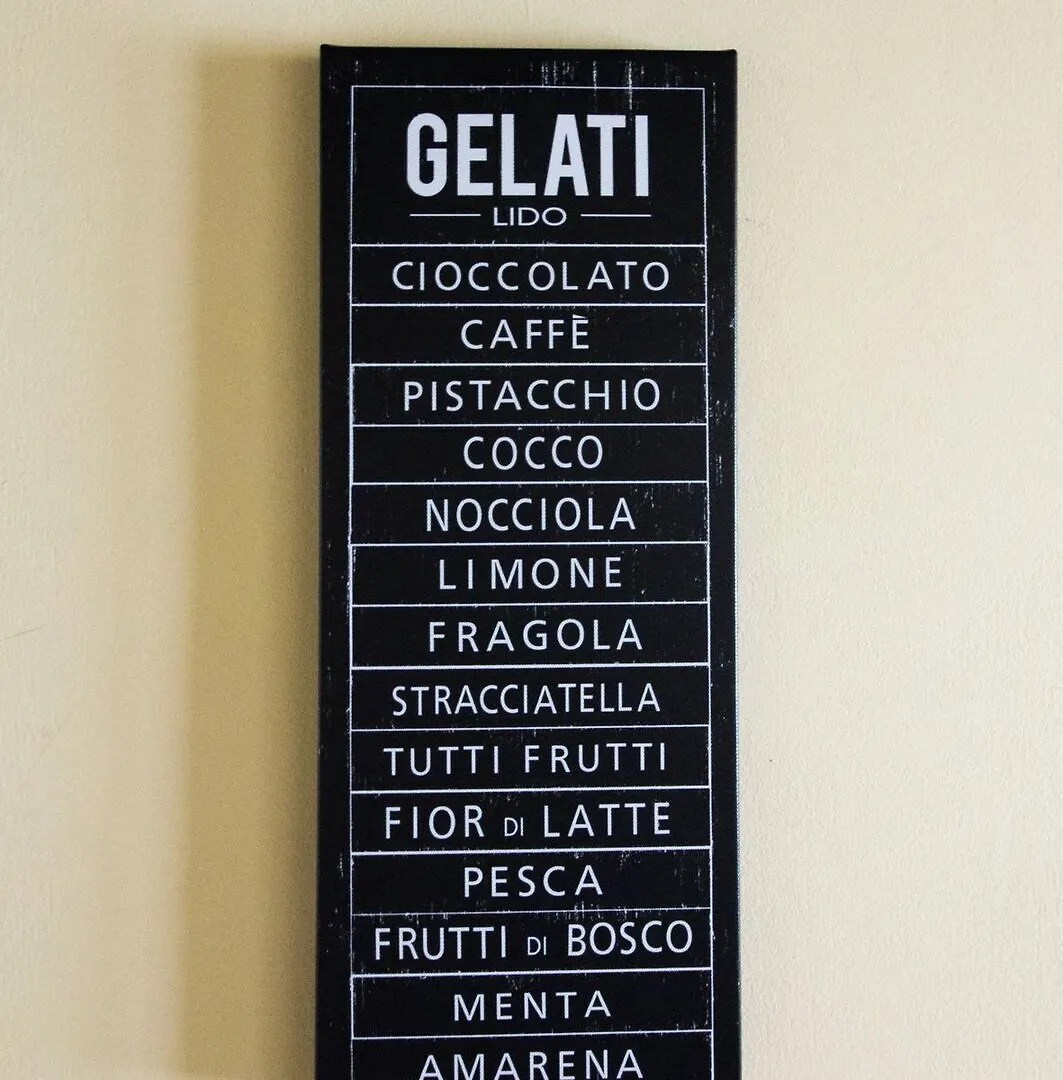 GELATI
LIDO
CIOCCOLATO
CAFFÈ
PISTACCHIO
COCCO
NOCCIOLA
LIMONE
FRAGOLA
STRACCIATELLA
TUTTI FRUTTI
FIOR DI LATTE
PESCA
FRUTTI DI BOSCO
MENTA
AMARENA